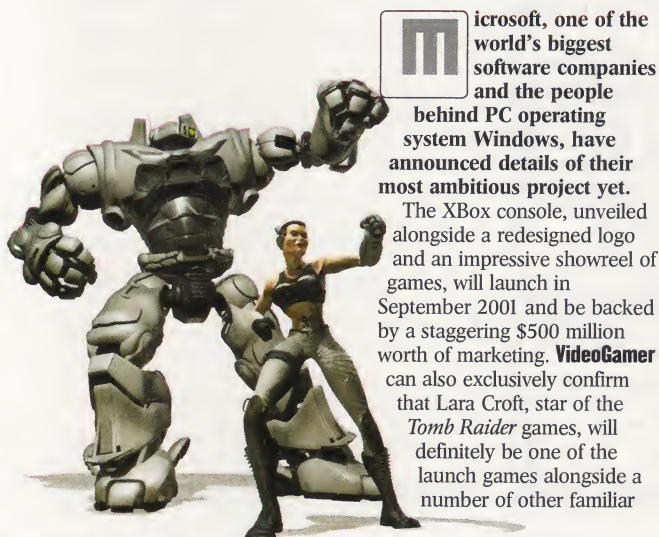 Microsoft, one of the
world's biggest
software companies
and the people
behind PC operating
system Windows, have
announced details of their
most ambitious project yet.
The XBox console, unveiled
alongside a redesigned logo
and an impressive showreel of
games, will launch in
September 2001 and be backed
by a staggering $500 million
worth of marketing. VideoGamer
can also exclusively confirm
that Lara Croft, star of the
Tomb Raider games, will
definitely be one of the
launch games alongside a
number of other familiar